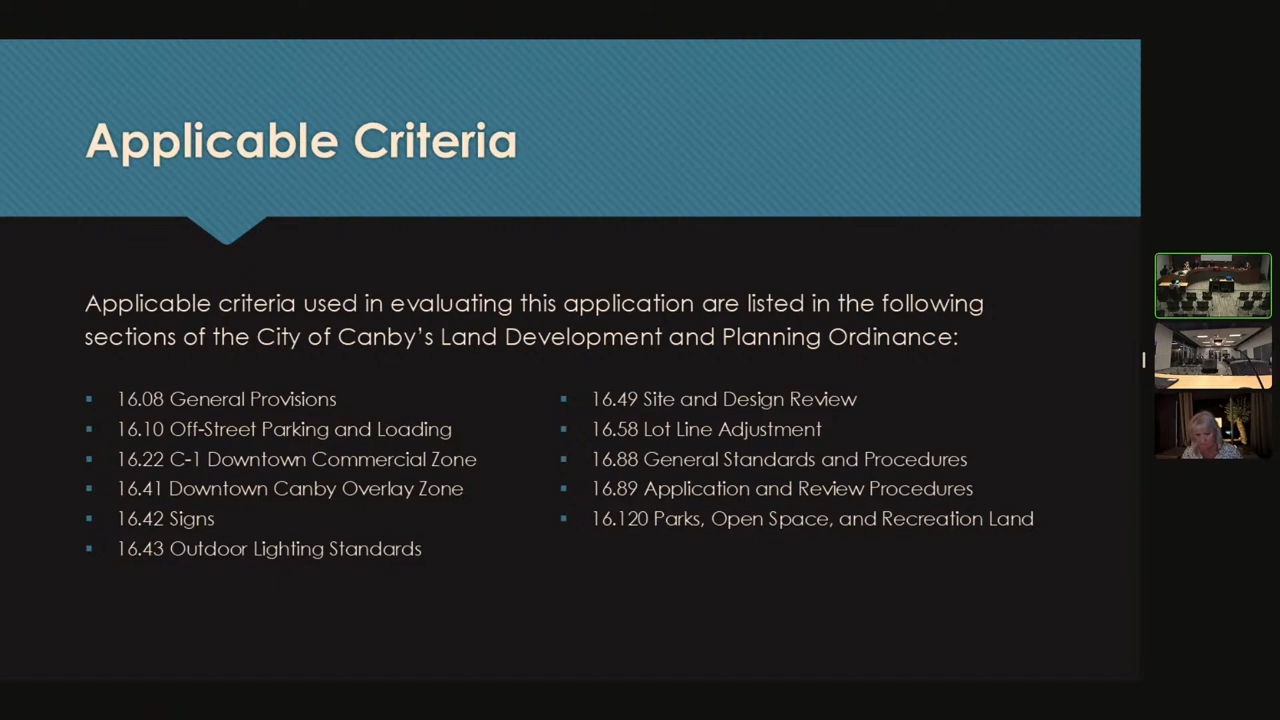 Applicable Criteria
Applicable criteria used in evaluating this application are listed in the following
sections of the City of Canby’s Land Development and Planning Ordinance:
16.08 General Provisions
16.10 Off-Street Parking and Loading
16.22 C-1 Downtown Commercial Zone
16.41 Downtown Canby Overlay Zone
16.42 Signs
16.43 Outdoor Lighting Standards
16.49 Site and Design Review
16.58 Lot Line Adjustment
16.88 General Standards and Procedures
16.89 Application and Review Procedures
16.120 Parks, Open Space, and Recreation Land